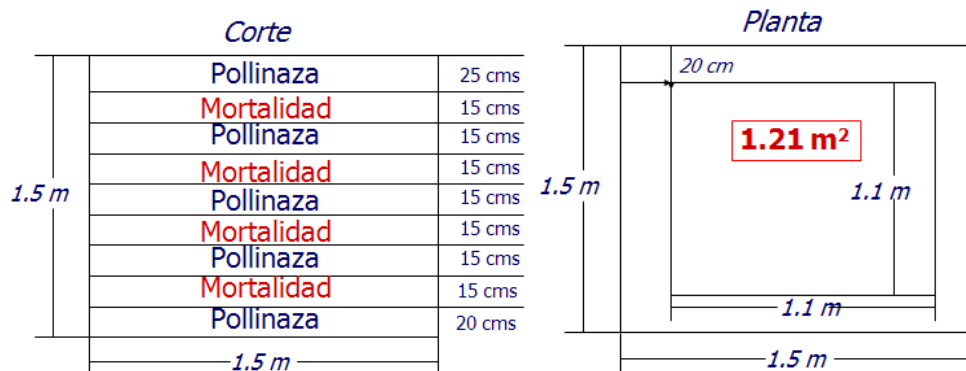 Corte
Pollinaza 25 cms
Mortalidad 15 cms
Pollinaza 15 cms
Mortalidad 15 cms
Pollinaza 15 cms
Mortalidad 15 cms
Pollinaza 15 cms
Mortalidad 15 cms
Pollinaza 20 cms
1.5 m
1.5 m
Planta
20 cm
1.21 m²
1.5 m
1.1 m
1.1 m
1.5 m